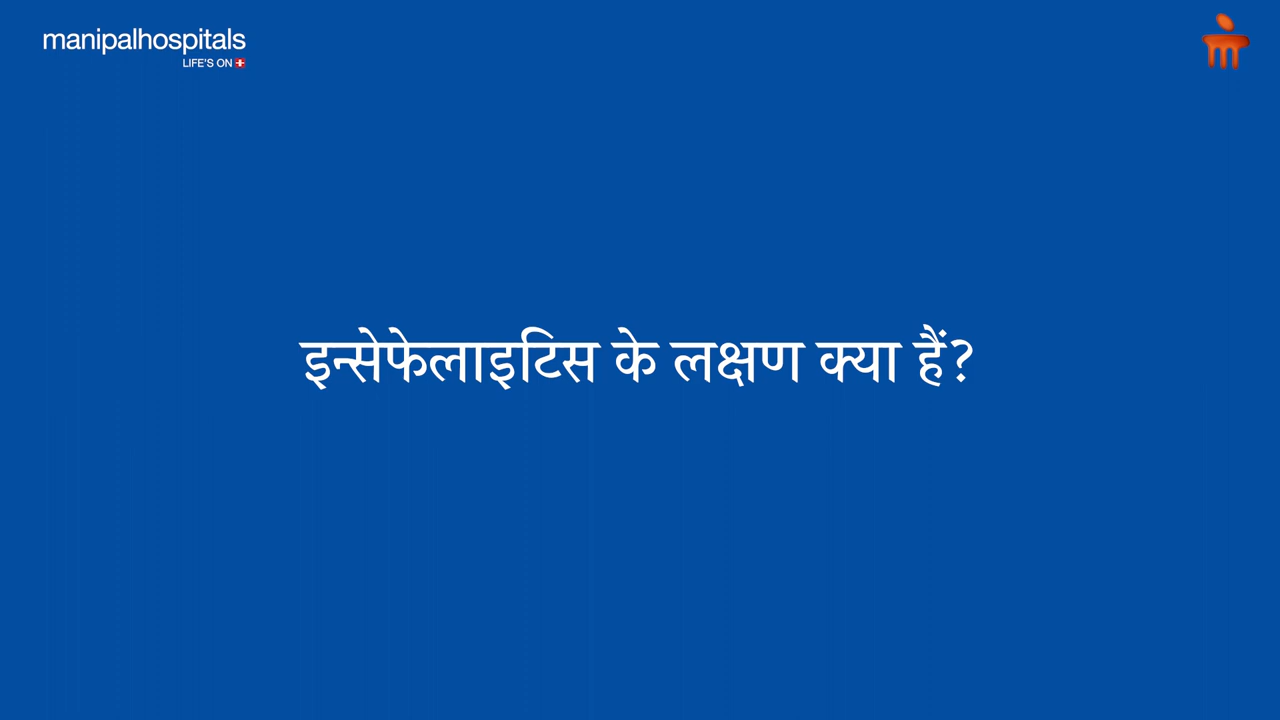 manipalhospitals
LIFE'S ON
इन्सेफेलाइटिस के लक्षण क्या हैं?